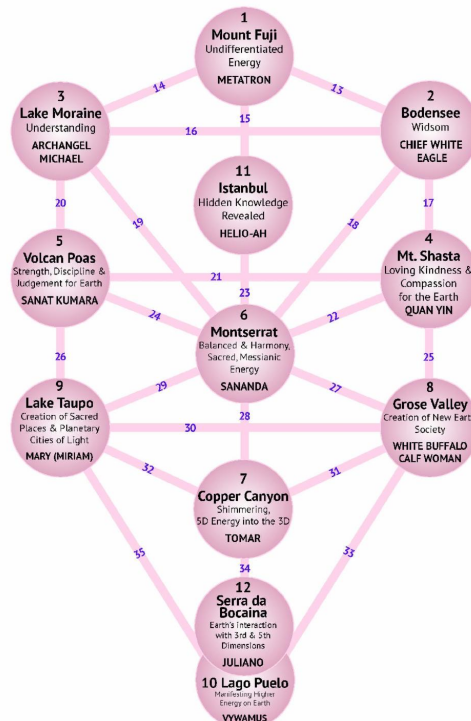 1
Mount Fuji
Undifferentiated
Energy
METATRON
14
13
3
Lake Moraine
Understanding
ARCHANGEL
MICHAEL
15
16
2
Bodensee
Widsom
CHIEF WHITE
EAGLE
11
Istanbul
Hidden Knowledge
Revealed
HELIO-AH
20
19
18
17
5
Volcan Poas
Strength, Discipline &
Judgement for Earth
SANAT KUMARA
21
4
Mt. Shasta
Loving Kindness &
Compassion
for the Earth
QUAN YIN
23
24
22
6
Montserrat
Balanced & Harmony,
Sacred, Messianic
Energy
SANANDA
26
25
9
Lake Taupo
Creation of Sacred
Places & Planetary
Cities of Light
MARY (MIRIAM)
29
27
28
30
8
Grose Valley
Creation of New Eart
Society
WHITE BUFFALO
CALF WOMAN
32
31
7
Copper Canyon
Shimmering,
5D Energy into the 3D
TOMAR
35
33
34
12
Serra da
Bocaina
Earth's interaction
with 3rd & 5th
Dimensions
JULIANO
10 Lago Puelo
Manifesting Higher
Energy on Earth
VYWAMUS